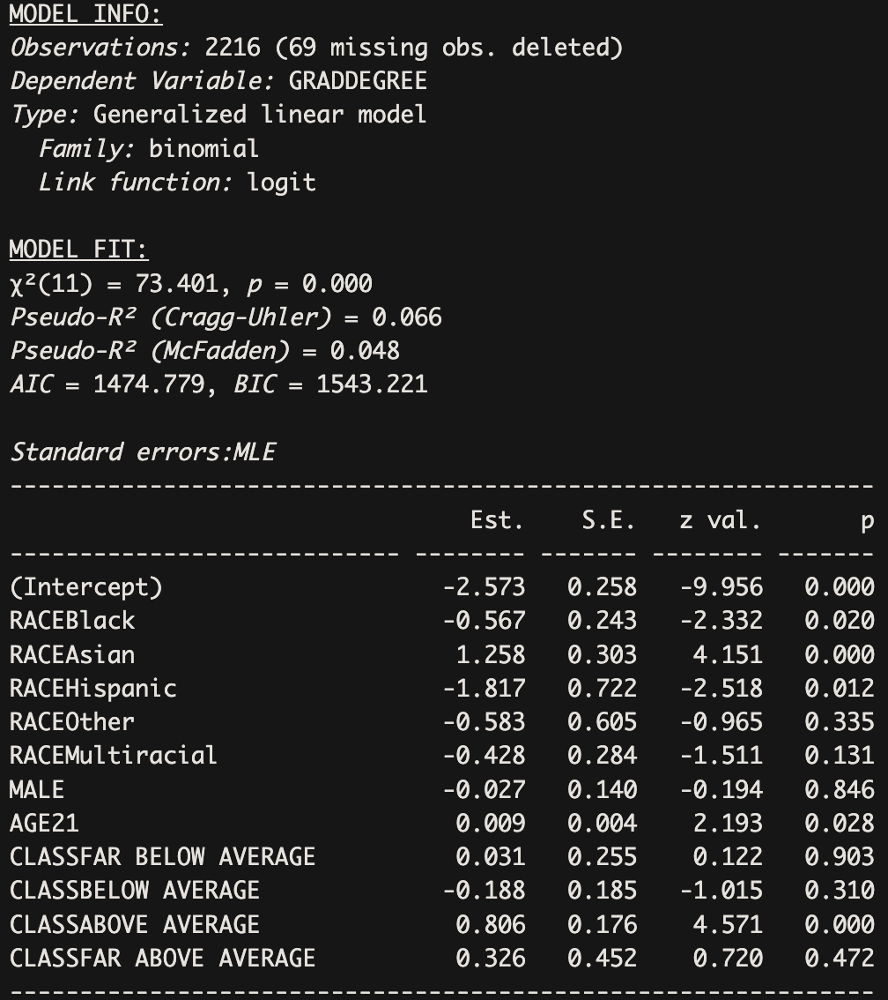 MODEL INFO:
Observations: 2216 (69 missing obs. deleted)
Dependent Variable: GRADDEGREE
Type: Generalized linear model
  Family: binomial
  Link function: logit

MODEL FIT:
χ²(11) = 73.401, p = 0.000
Pseudo-R² (Cragg-Uhler) = 0.066
Pseudo-R² (McFadden) = 0.048
AIC = 1474.779, BIC = 1543.221

Standard errors:MLE
---------------------------------------------------------------
                                 Est.    S.E.   z val.       p
---------------------------- -------- ------- -------- -------
(Intercept)                    -2.573   0.258   -9.956   0.000
RACEBlack                      -0.567   0.243   -2.332   0.020
RACEAsian                       1.258   0.303    4.151   0.000
RACEHispanic                   -1.817   0.722   -2.518   0.012
RACEOther                      -0.583   0.605   -0.965   0.335
RACEMultiracial                -0.428   0.284   -1.511   0.131
MALE                           -0.027   0.140   -0.194   0.846
AGE21                           0.009   0.004    2.193   0.028
CLASSFAR BELOW AVERAGE          0.031   0.255    0.122   0.903
CLASSBELOW AVERAGE             -0.188   0.185   -1.015   0.310
CLASSABOVE AVERAGE              0.806   0.176    4.571   0.000
CLASSFAR ABOVE AVERAGE          0.326   0.452    0.720   0.472
---------------------------------------------------------------